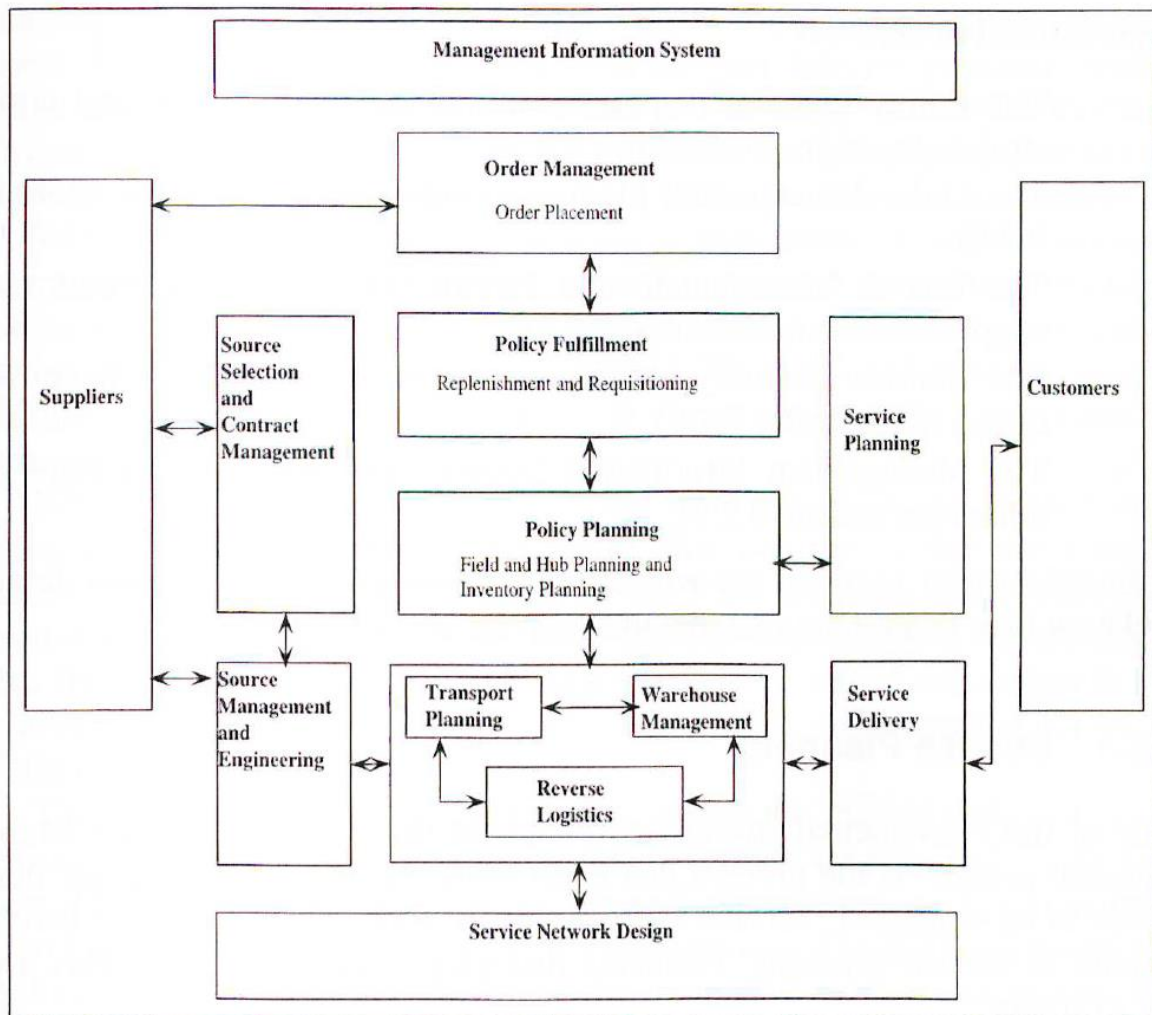 Management Information System
Order Management
Order Placement
Suppliers
Source
Selection
and
Contract
Management
Policy Fulfillment
Replenishment and Requisitioning
Service
Planning
Customers
Policy Planning
Field and Hub Planning and
Inventory Planning
Source
Management
and
Engineering
Transport
Planning
Warehouse
Management
Reverse
Logistics
Service
Delivery
Service Network Design